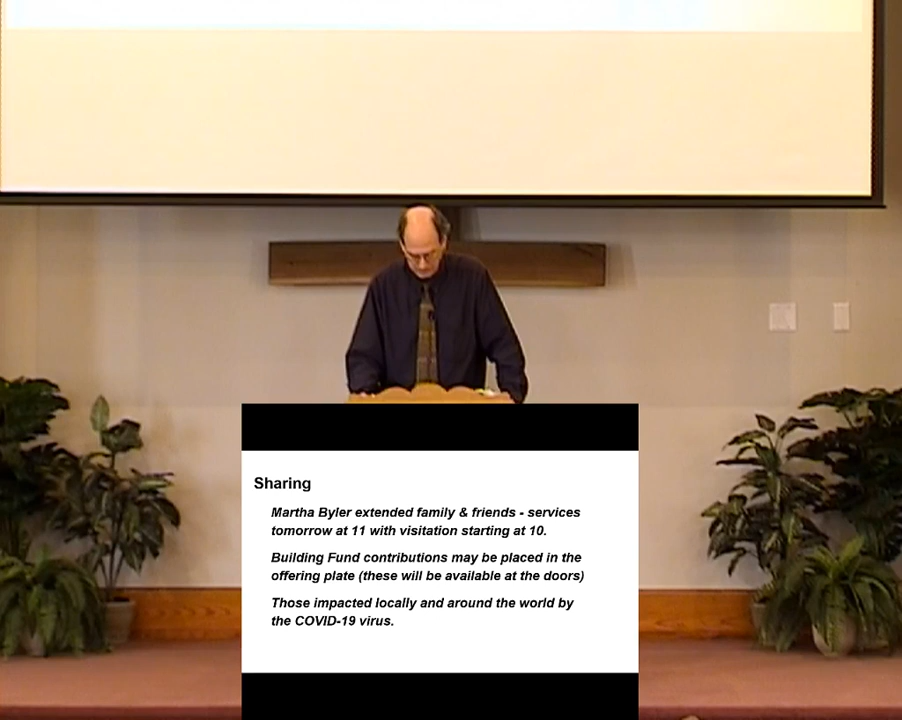 Sharing
Martha Byler extended family & friends - services
tomorrow at 11 with visitation starting at 10.
Building Fund contributions may be placed in the
offering plate (these will be available at the doors)
Those impacted locally and around the world by
the COVID-19 virus.